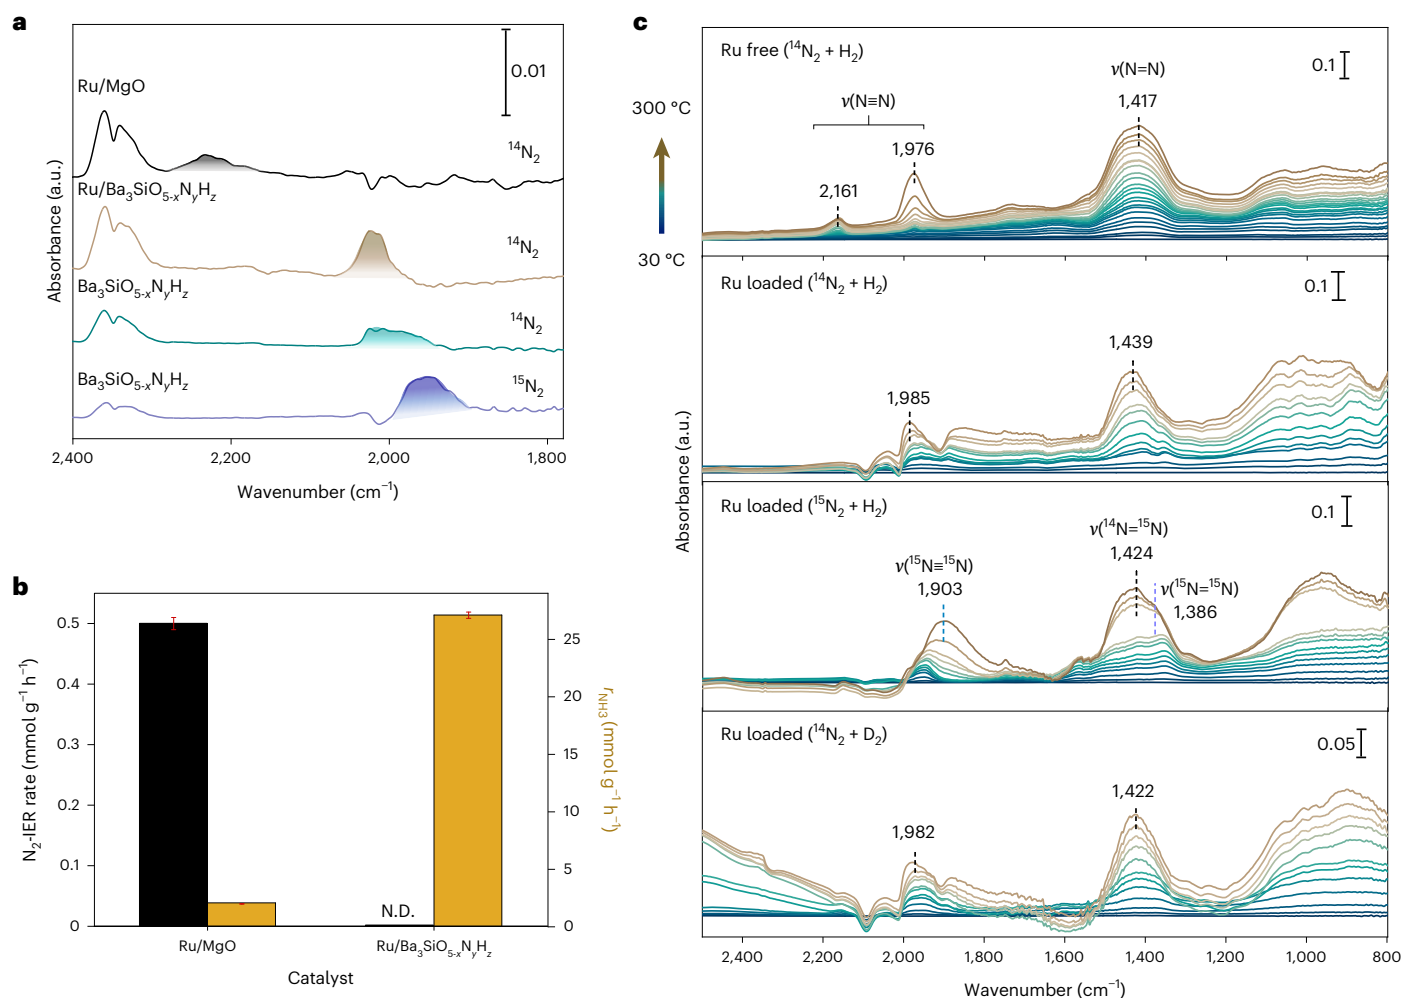 a
0.01
Ru/MgO
¹⁴N₂
Ru/Ba₃SiO₅₋ₓNᵧH_z
¹⁴N₂
Ba₃SiO₅₋ₓNᵧH_z
¹⁴N₂
Ba₃SiO₅₋ₓNᵧH_z
¹⁵N₂
Absorbance (a.u.)
2,400
2,200
2,000
1,800
Wavenumber (cm⁻¹)
b
0.5
0.4
0.3
0.2
0.1
0
N₂-IER rate (mmol g⁻¹ h⁻¹)
25
20
15
10
5
0
r_NH3 (mmol g⁻¹ h⁻¹)
N.D.
Ru/MgO
Ru/Ba₃SiO₅₋ₓNᵧH_z
Catalyst
c
300 °C
30 °C
Absorbance (a.u.)
Ru free (¹⁴N₂ + H₂)
0.1
ν(N≡N)
ν(N=N)
1,417
1,976
2,161
Ru loaded (¹⁴N₂ + H₂)
0.1
1,439
1,985
Ru loaded (¹⁵N₂ + H₂)
0.1
ν(¹⁴N=¹⁵N)
1,424
ν(¹⁵N≡¹⁵N)
1,903
ν(¹⁵N=¹⁵N)
1,386
Ru loaded (¹⁴N₂ + D₂)
0.05
1,422
1,982
2,400
2,200
2,000
1,800
1,600
1,400
1,200
1,000
800
Wavenumber (cm⁻¹)